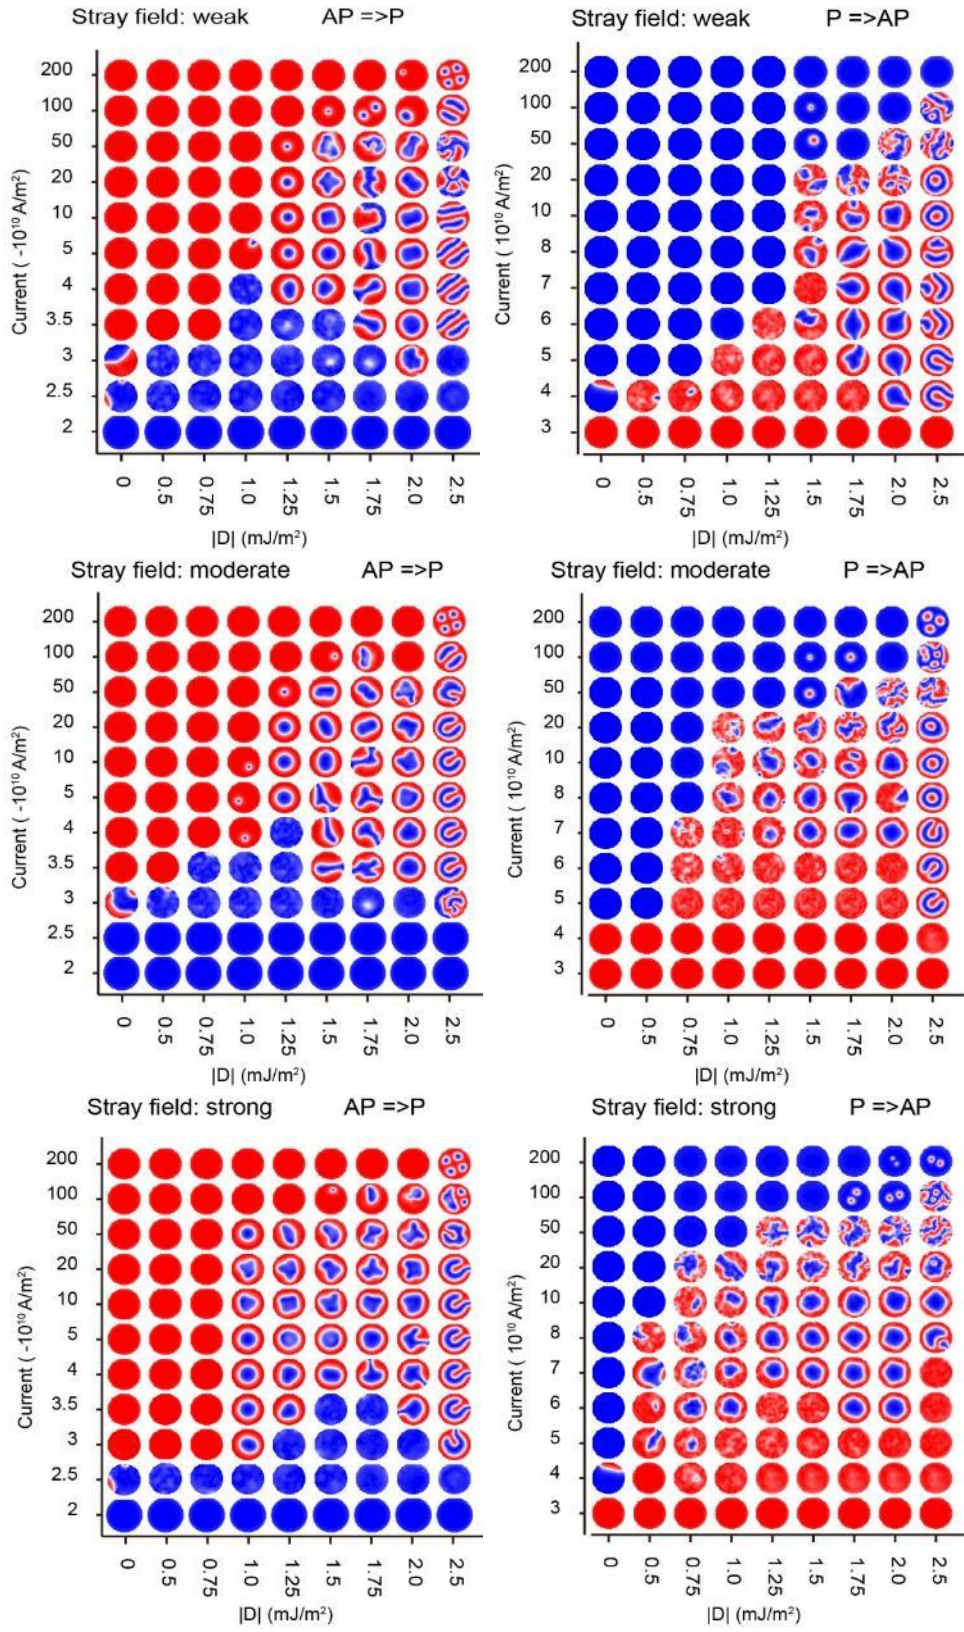 Stray field: weak AP =>P
200
100
50
20
10
5
4
3.5
3
2.5
2
Current ( -10¹⁰ A/m²)
0 0.5 0.75 1.0 1.25 1.5 1.75 2.0 2.5
|D| (mJ/m²)
Stray field: weak P =>AP
200
100
50
20
10
8
7
6
5
4
3
Current ( 10¹⁰ A/m²)
0 0.5 0.75 1.0 1.25 1.5 1.75 2.0 2.5
|D| (mJ/m²)
Stray field: moderate AP =>P
200
100
50
20
10
5
4
3.5
3
2.5
2
Current ( -10¹⁰ A/m²)
0 0.5 0.75 1.0 1.25 1.5 1.75 2.0 2.5
|D| (mJ/m²)
Stray field: moderate P =>AP
200
100
50
20
10
8
7
6
5
4
3
Current ( 10¹⁰ A/m²)
0 0.5 0.75 1.0 1.25 1.5 1.75 2.0 2.5
|D| (mJ/m²)
Stray field: strong AP =>P
200
100
50
20
10
5
4
3.5
3
2.5
2
Current ( -10¹⁰ A/m²)
0 0.5 0.75 1.0 1.25 1.5 1.75 2.0 2.5
|D| (mJ/m²)
Stray field: strong P =>AP
200
100
50
20
10
8
7
6
5
4
3
Current ( 10¹⁰ A/m²)
0 0.5 0.75 1.0 1.25 1.5 1.75 2.0 2.5
|D| (mJ/m²)